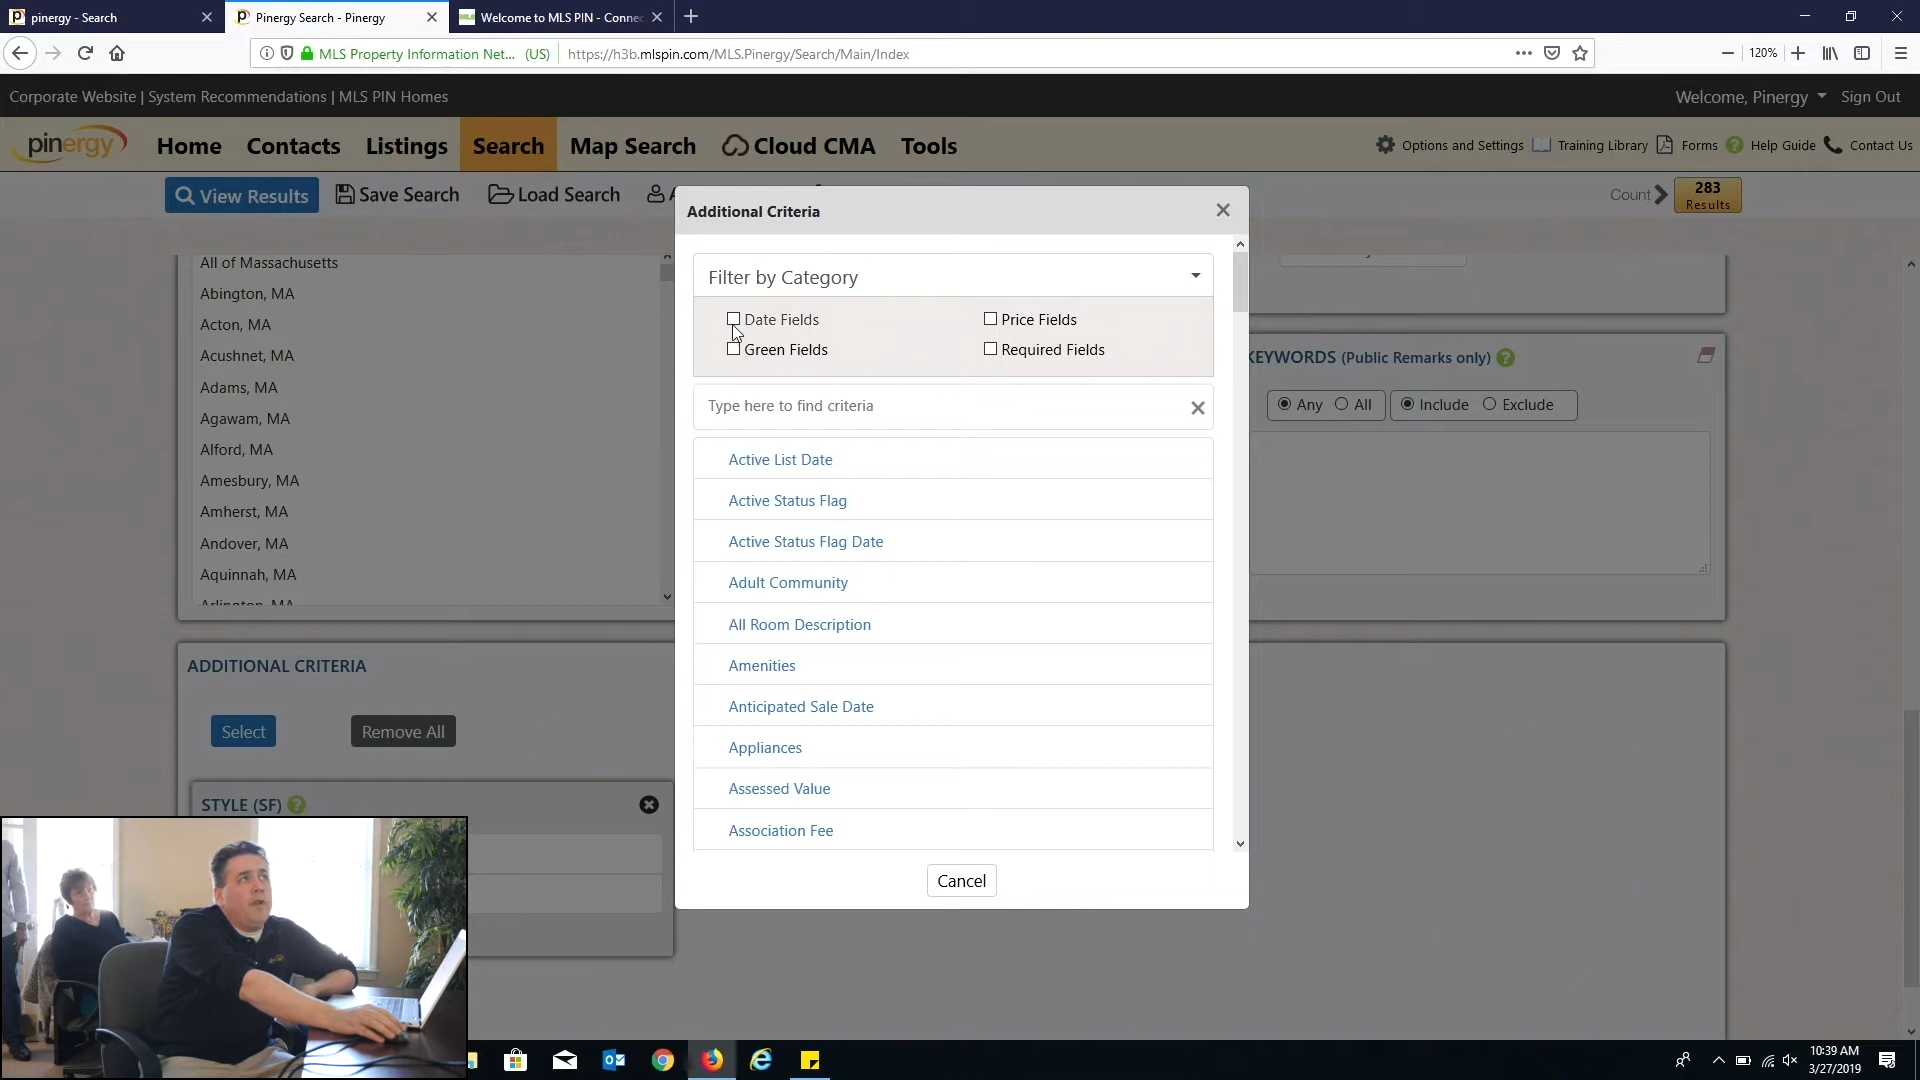 pinergy - Search
Pinergy Search - Pinergy
Welcome to MLS PIN - Connec
MLS Property Information Net... (US)
https://h3b.mlspin.com/MLS.Pinergy/Search/Main/Index
120%
Corporate Website | System Recommendations | MLS PIN Homes
Welcome, Pinergy
Sign Out
pinergy
Home
Contacts
Listings
Search
Map Search
Cloud CMA
Tools
Options and Settings
Training Library
Forms
Help Guide
Contact Us
View Results
Save Search
Load Search
Count
283
Results
Additional Criteria
Filter by Category
Date Fields
Price Fields
Green Fields
Required Fields
Type here to find criteria
Active List Date
Active Status Flag
Active Status Flag Date
Adult Community
All Room Description
Amenities
Anticipated Sale Date
Appliances
Assessed Value
Association Fee
Cancel
All of Massachusetts
Abington, MA
Acton, MA
Acushnet, MA
Adams, MA
Agawam, MA
Alford, MA
Amesbury, MA
Amherst, MA
Andover, MA
Aquinnah, MA
Arlington, MA
KEYWORDS (Public Remarks only)
Any
All
Include
Exclude
ADDITIONAL CRITERIA
Select
Remove All
STYLE (SF)
10:39 AM
3/27/2019